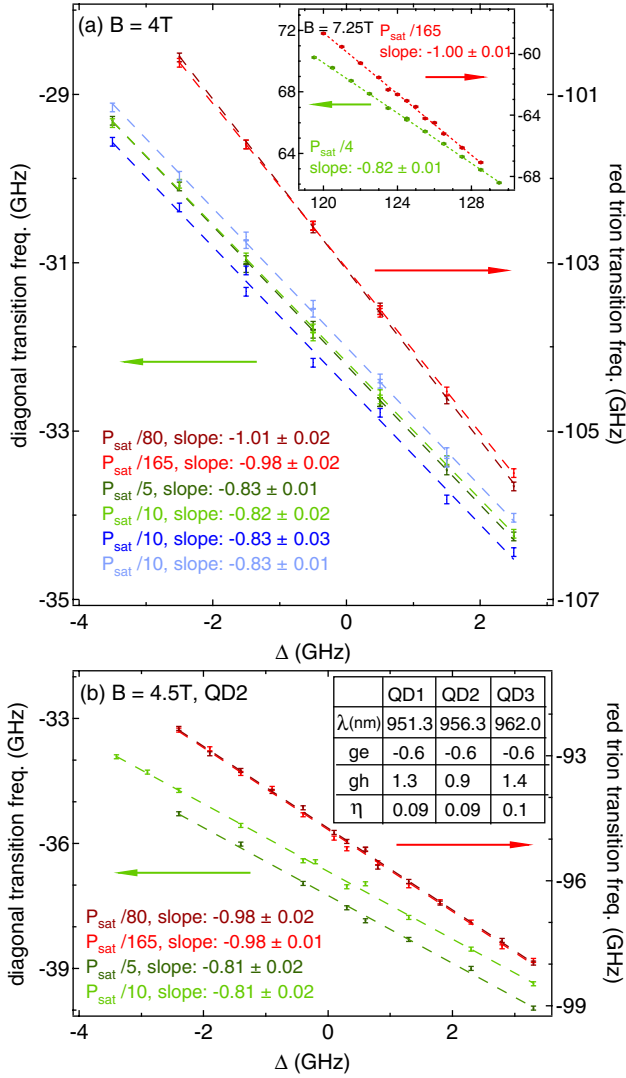 (a) B = 4T
B = 7.25T
P_sat /165
slope: -1.00 ± 0.01
P_sat /4
slope: -0.82 ± 0.01
72
70
68
66
64
62
-60
-64
-68
120
124
128
diagonal transition freq. (GHz)
-29
-31
-33
-35
red trion transition freq. (GHz)
-101
-103
-105
-107
P_sat /80, slope: -1.01 ± 0.02
P_sat /165, slope: -0.98 ± 0.02
P_sat /5, slope: -0.83 ± 0.01
P_sat /10, slope: -0.82 ± 0.02
P_sat /10, slope: -0.83 ± 0.03
P_sat /10, slope: -0.83 ± 0.01
-4 -2 0 2
Δ (GHz)
(b) B = 4.5T, QD2
QD1 QD2 QD3
λ(nm) 951.3 956.3 962.0
ge -0.6 -0.6 -0.6
gh 1.3 0.9 1.4
η 0.09 0.09 0.1
diagonal transition freq. (GHz)
-33
-36
-39
red trion transition freq. (GHz)
-93
-96
-99
P_sat /80, slope: -0.98 ± 0.02
P_sat /165, slope: -0.98 ± 0.01
P_sat /5, slope: -0.81 ± 0.02
P_sat /10, slope: -0.81 ± 0.02
-4 -2 0 2 4
Δ (GHz)